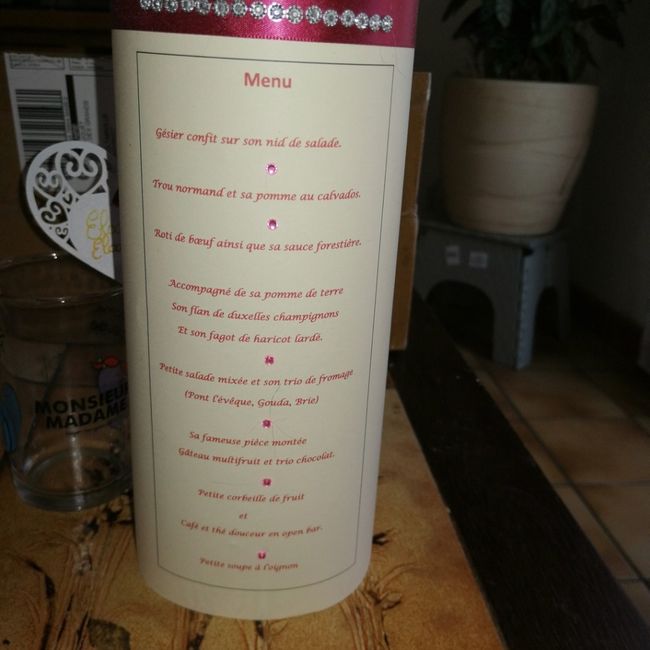 Menu
Gésier confit sur son nid de salade.
Trou normand et sa pomme au calvados.
Roti de bœuf ainsi que sa sauce forestière.
Accompagné de sa pomme de terre
Son flan de duxelles champignons
Et son fagot de haricot lardé.
Petite salade mixée et son trio de fromage
(Pont l'évêque, Gouda, Brie)
Sa fameuse pièce montée
Gâteau multifruit et trio chocolat.
Petite corbeille de fruit
et
Café et thé douceur en open bar.
Petite soupe à l'oignon
MONSIEUR
MADAME